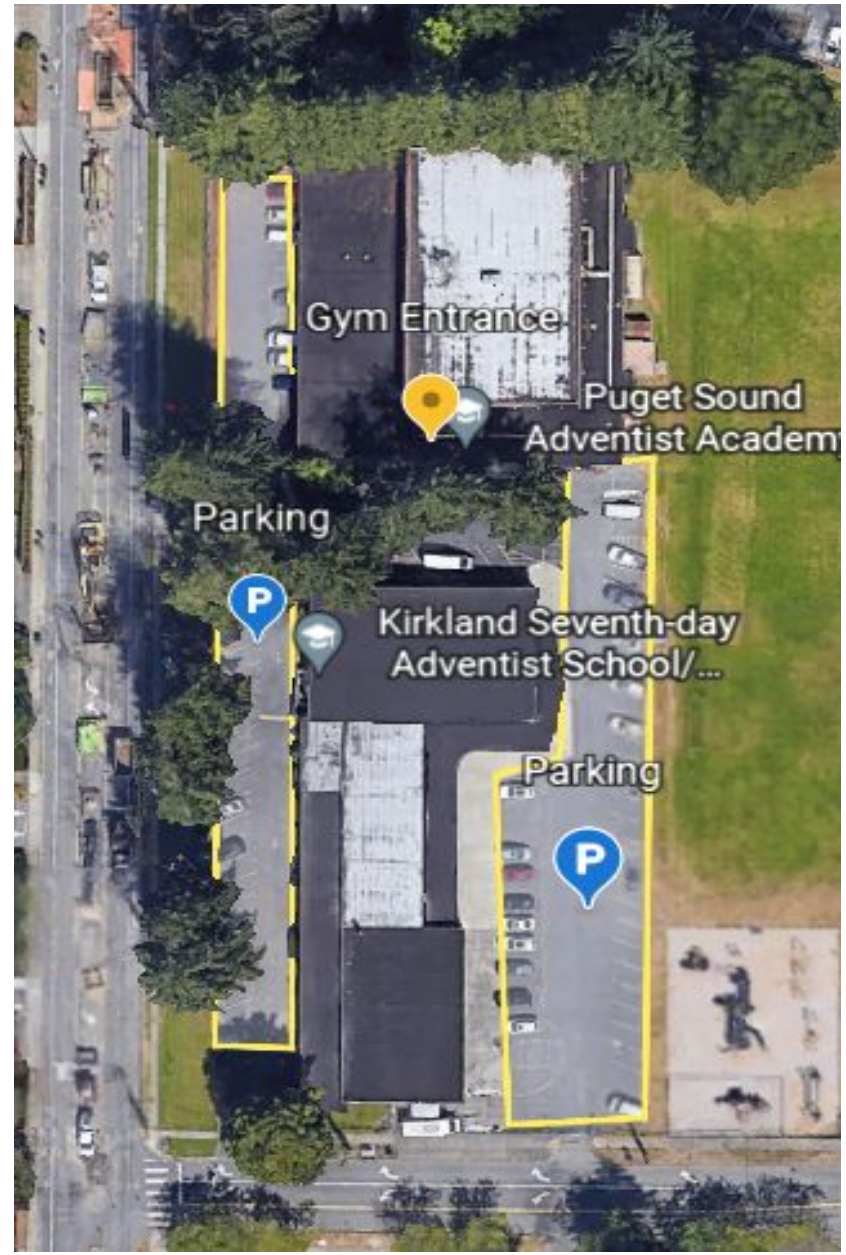 Gym Entrance
Puget Sound
Adventist Academy
Parking
P
Kirkland Seventh-day
Adventist School/...
Parking
P